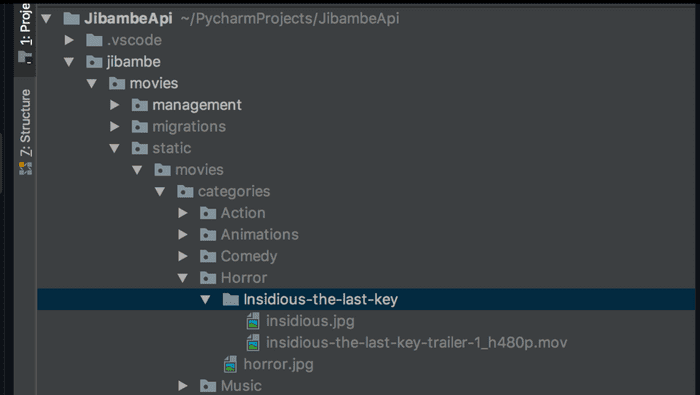 1: Proje
Z: Structure
JibambeApi ~/PycharmProjects/JibambeApi
.vscode
jibambe
movies
management
migrations
static
movies
categories
Action
Animations
Comedy
Horror
Insidious-the-last-key
insidious.jpg
insidious-the-last-key-trailer-1_h480p.mov
horror.jpg
Music